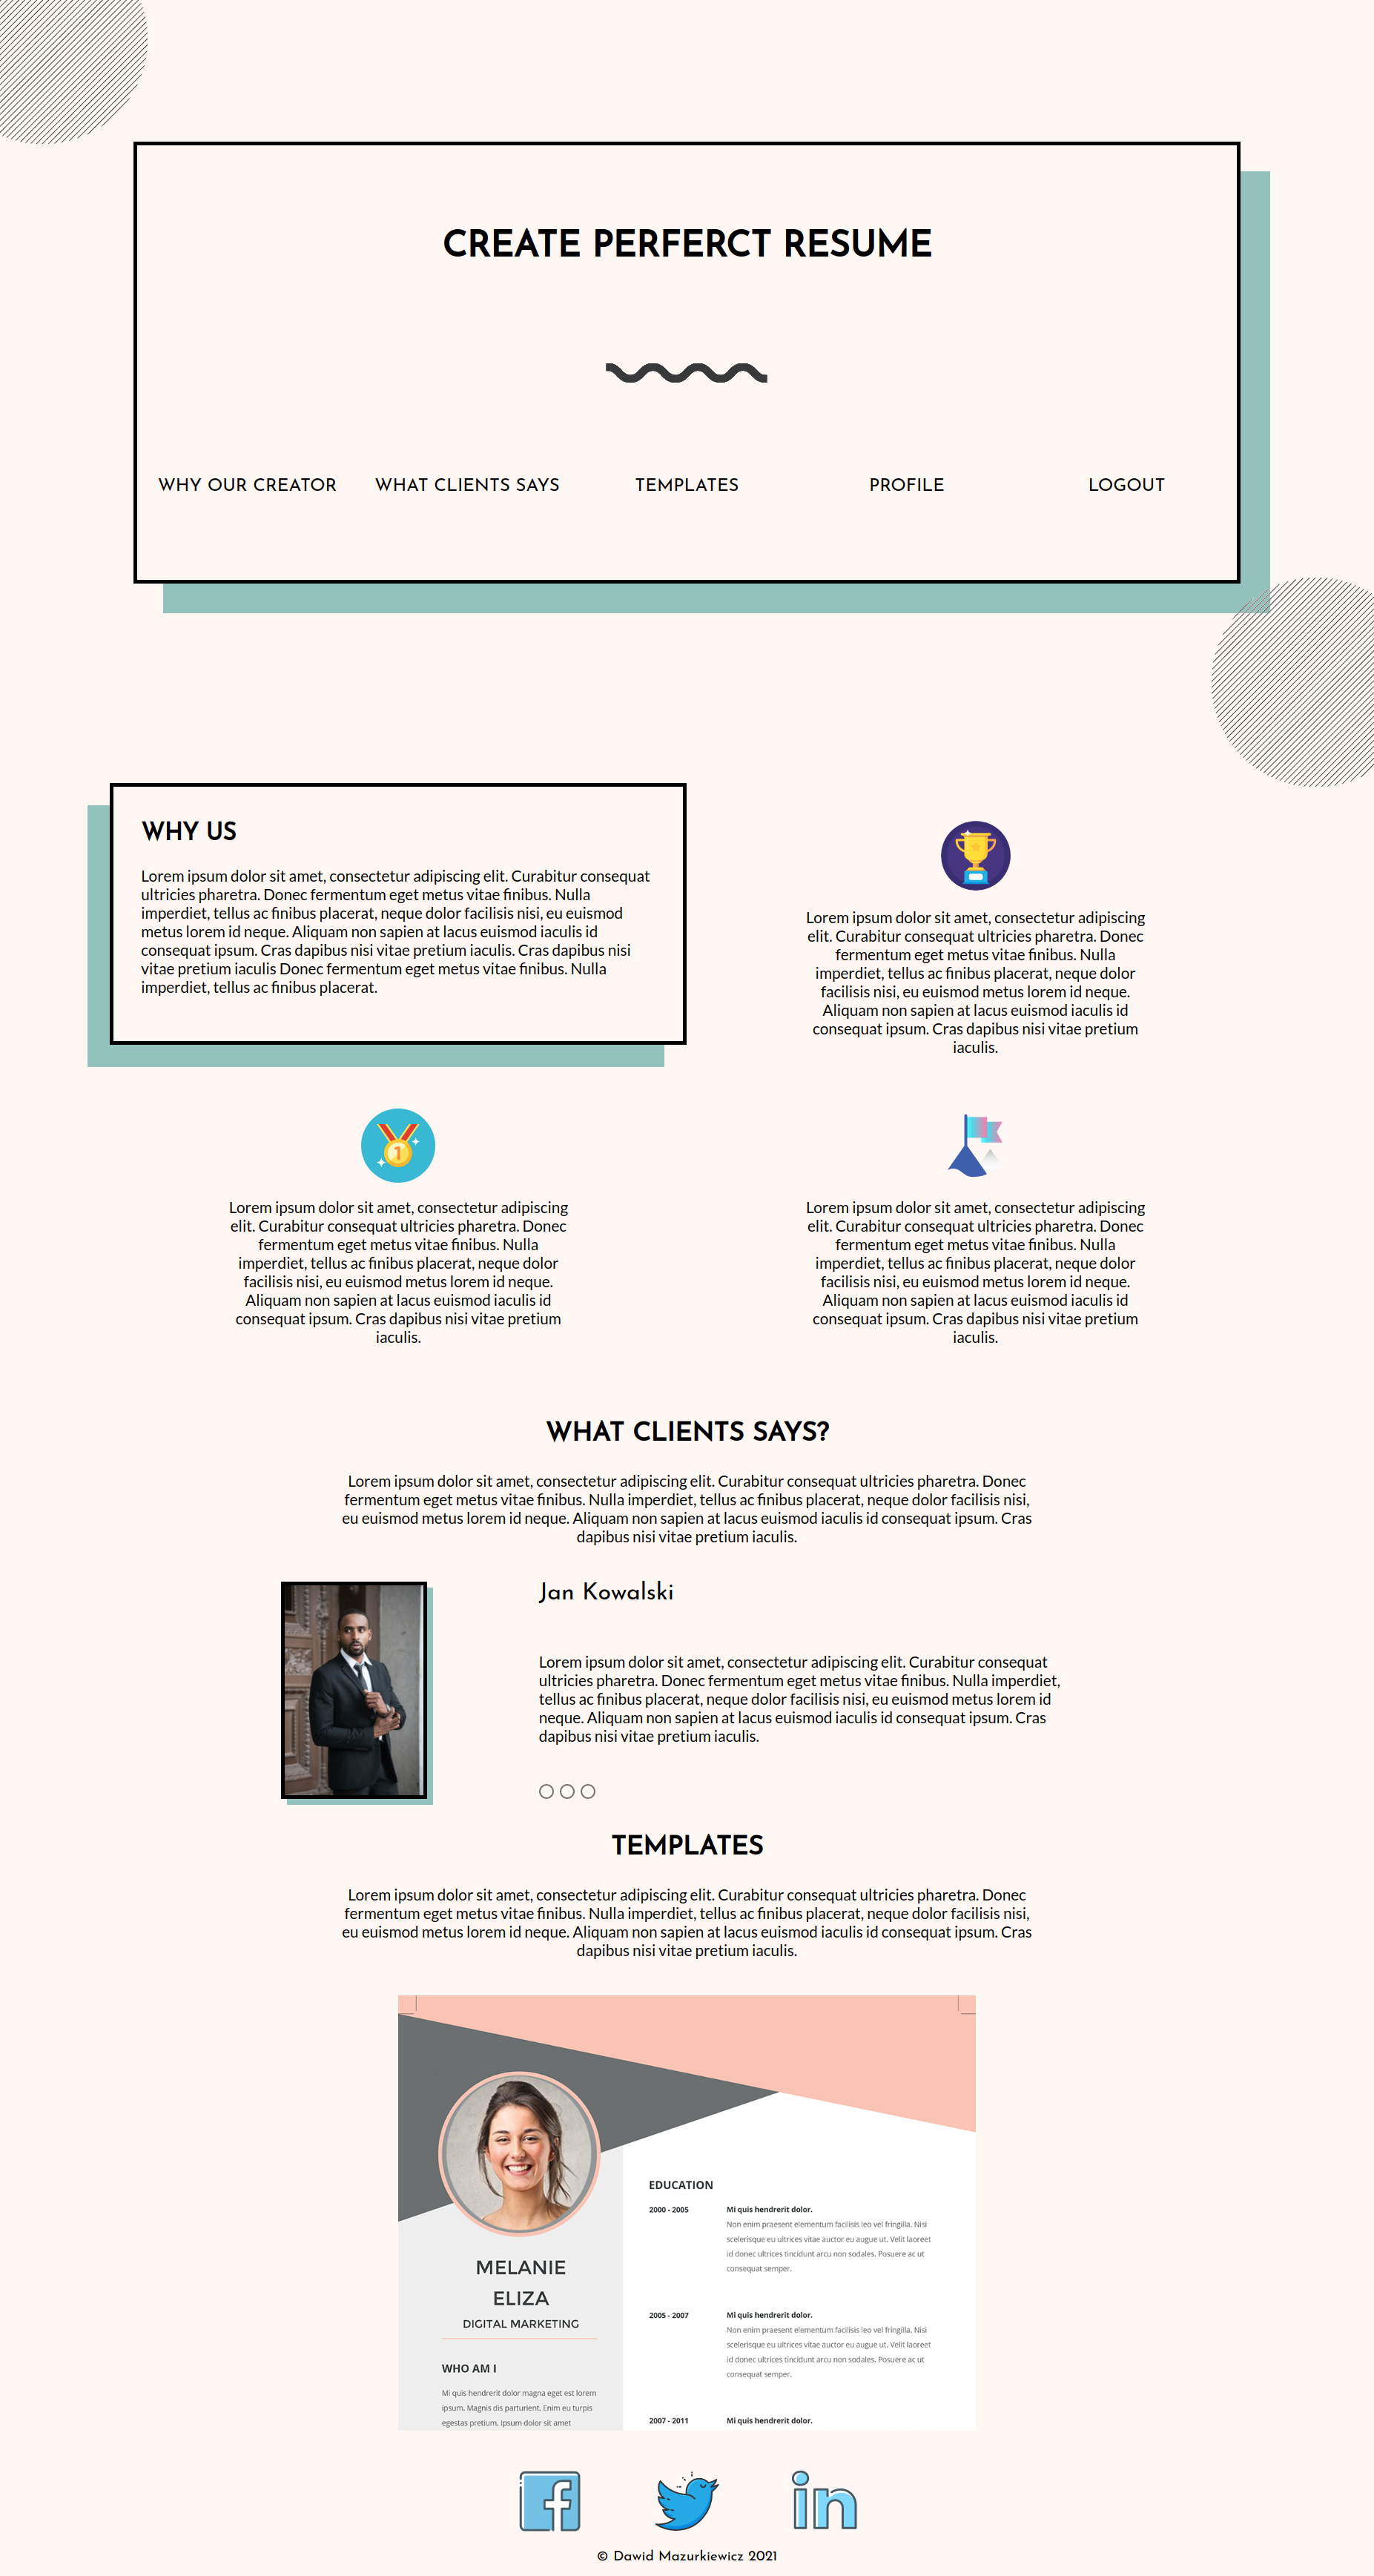 CREATE PERFERCT RESUME
WHY OUR CREATOR
WHAT CLIENTS SAYS
TEMPLATES
PROFILE
LOGOUT
WHY US
Lorem ipsum dolor sit amet, consectetur adipiscing elit. Curabitur consequat
ultricies pharetra. Donec fermentum eget metus vitae finibus. Nulla
imperdiet, tellus ac finibus placerat, neque dolor facilisis nisi, eu euismod
metus lorem id neque. Aliquam non sapien at lacus euismod iaculis id
consequat ipsum. Cras dapibus nisi vitae pretium iaculis. Cras dapibus nisi
vitae pretium iaculis Donec fermentum eget metus vitae finibus. Nulla
imperdiet, tellus ac finibus placerat.
Lorem ipsum dolor sit amet, consectetur adipiscing
elit. Curabitur consequat ultricies pharetra. Donec
fermentum eget metus vitae finibus. Nulla
imperdiet, tellus ac finibus placerat, neque dolor
facilisis nisi, eu euismod metus lorem id neque.
Aliquam non sapien at lacus euismod iaculis id
consequat ipsum. Cras dapibus nisi vitae pretium
iaculis.
1
Lorem ipsum dolor sit amet, consectetur adipiscing
elit. Curabitur consequat ultricies pharetra. Donec
fermentum eget metus vitae finibus. Nulla
imperdiet, tellus ac finibus placerat, neque dolor
facilisis nisi, eu euismod metus lorem id neque.
Aliquam non sapien at lacus euismod iaculis id
consequat ipsum. Cras dapibus nisi vitae pretium
iaculis.
Lorem ipsum dolor sit amet, consectetur adipiscing
elit. Curabitur consequat ultricies pharetra. Donec
fermentum eget metus vitae finibus. Nulla
imperdiet, tellus ac finibus placerat, neque dolor
facilisis nisi, eu euismod metus lorem id neque.
Aliquam non sapien at lacus euismod iaculis id
consequat ipsum. Cras dapibus nisi vitae pretium
iaculis.
WHAT CLIENTS SAYS?
Lorem ipsum dolor sit amet, consectetur adipiscing elit. Curabitur consequat ultricies pharetra. Donec
fermentum eget metus vitae finibus. Nulla imperdiet, tellus ac finibus placerat, neque dolor facilisis nisi,
eu euismod metus lorem id neque. Aliquam non sapien at lacus euismod iaculis id consequat ipsum. Cras
dapibus nisi vitae pretium iaculis.
Jan Kowalski
Lorem ipsum dolor sit amet, consectetur adipiscing elit. Curabitur consequat
ultricies pharetra. Donec fermentum eget metus vitae finibus. Nulla imperdiet,
tellus ac finibus placerat, neque dolor facilisis nisi, eu euismod metus lorem id
neque. Aliquam non sapien at lacus euismod iaculis id consequat ipsum. Cras
dapibus nisi vitae pretium iaculis.
TEMPLATES
Lorem ipsum dolor sit amet, consectetur adipiscing elit. Curabitur consequat ultricies pharetra. Donec
fermentum eget metus vitae finibus. Nulla imperdiet, tellus ac finibus placerat, neque dolor facilisis nisi,
eu euismod metus lorem id neque. Aliquam non sapien at lacus euismod iaculis id consequat ipsum. Cras
dapibus nisi vitae pretium iaculis.
MELANIE
ELIZA
DIGITAL MARKETING
WHO AM I
Mi quis hendrerit dolor magna eget est lorem
ipsum. Magnis dis parturient. Enim eu turpis
egestas pretium. Ipsum dolor sit amet
EDUCATION
2000 - 2005
Mi quis hendrerit dolor.
Non enim praesent elementum facilisis leo vel fringilla. Nisi
scelerisque eu ultrices vitae auctor eu augue ut. Velit laoreet
id donec ultrices tincidunt arcu non sodales. Posuere ac ut
consequat semper.
2005 - 2007
Mi quis hendrerit dolor.
Non enim praesent elementum facilisis leo vel fringilla. Nisi
scelerisque eu ultrices vitae auctor eu augue ut. Velit laoreet
id donec ultrices tincidunt arcu non sodales. Posuere ac ut
consequat semper.
2007 - 2011
Mi quis hendrerit dolor.
f
in
© Dawid Mazurkiewicz 2021